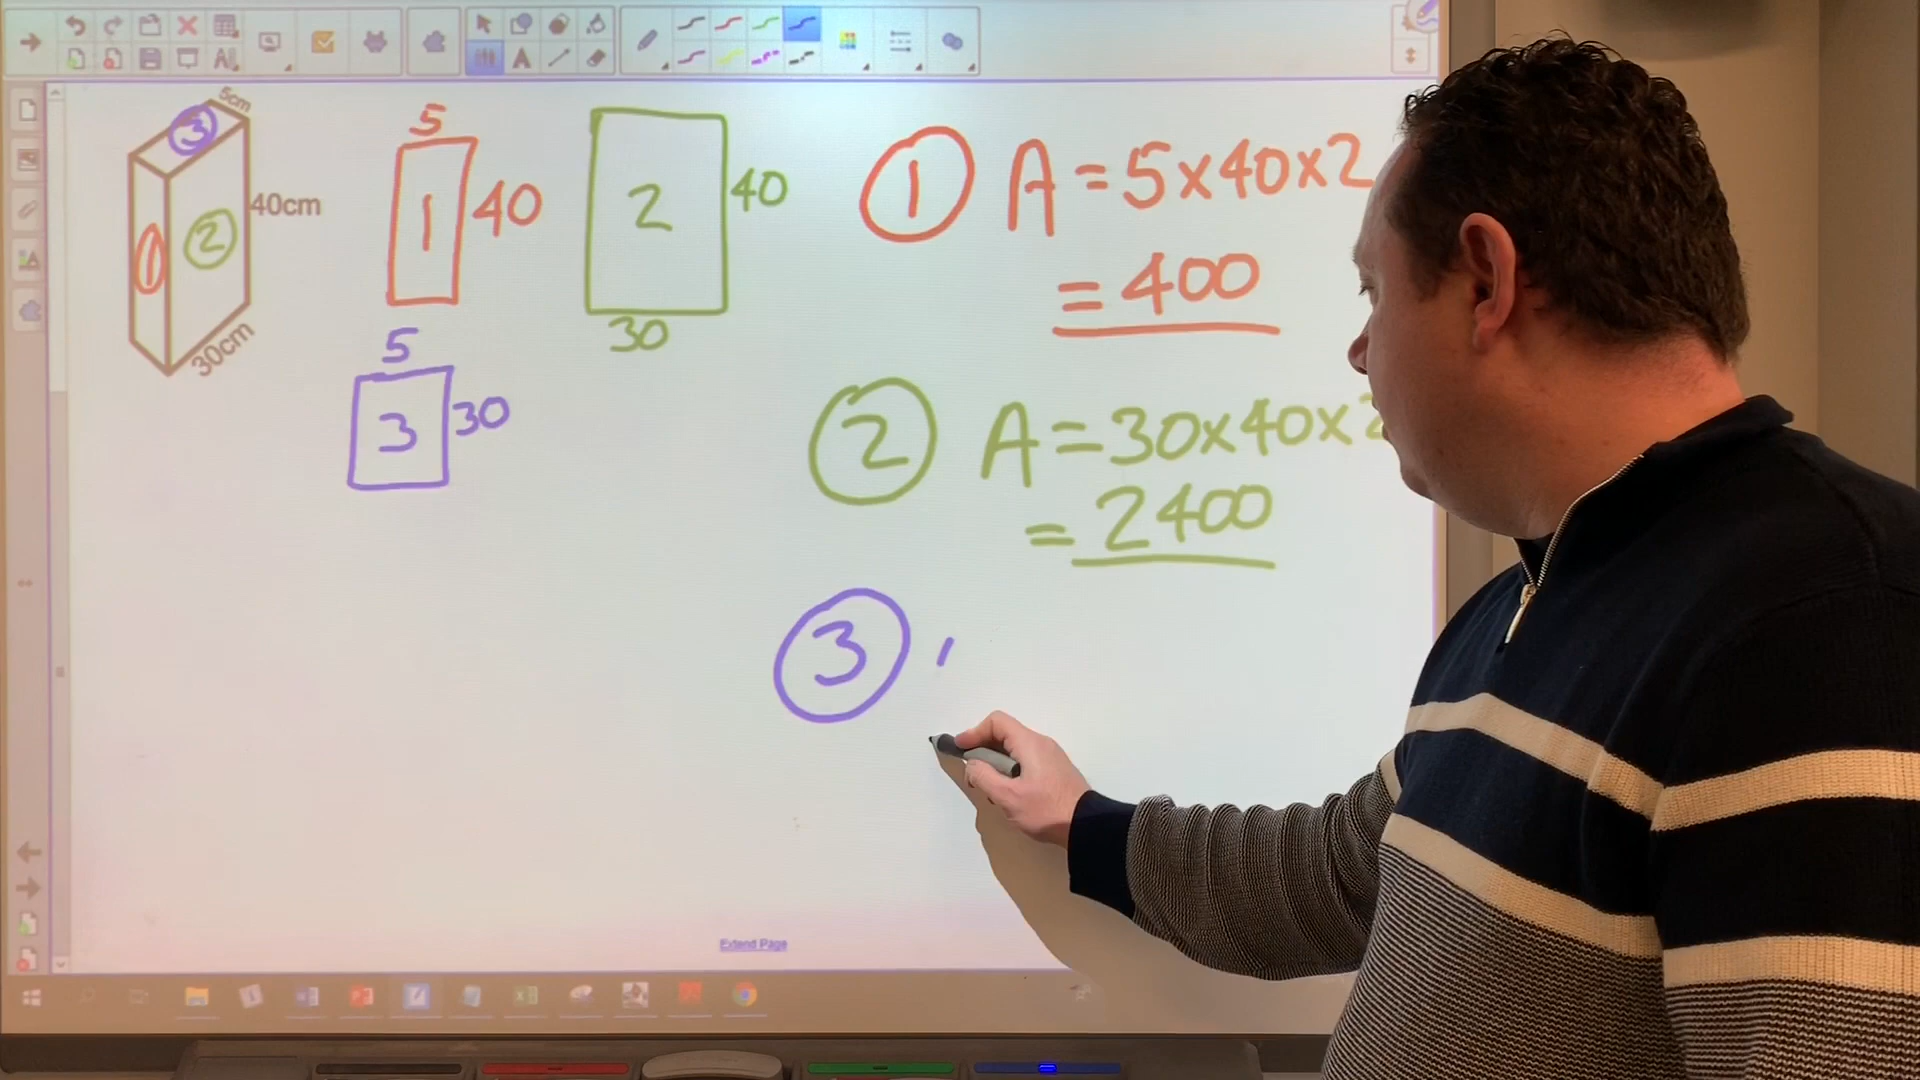 5cm
3
40cm
1
2
30cm
5
1
40
2
40
30
5
3
30
1 A = 5x40x2
= 400
2 A = 30x40x2
= 2400
3
Extend Page